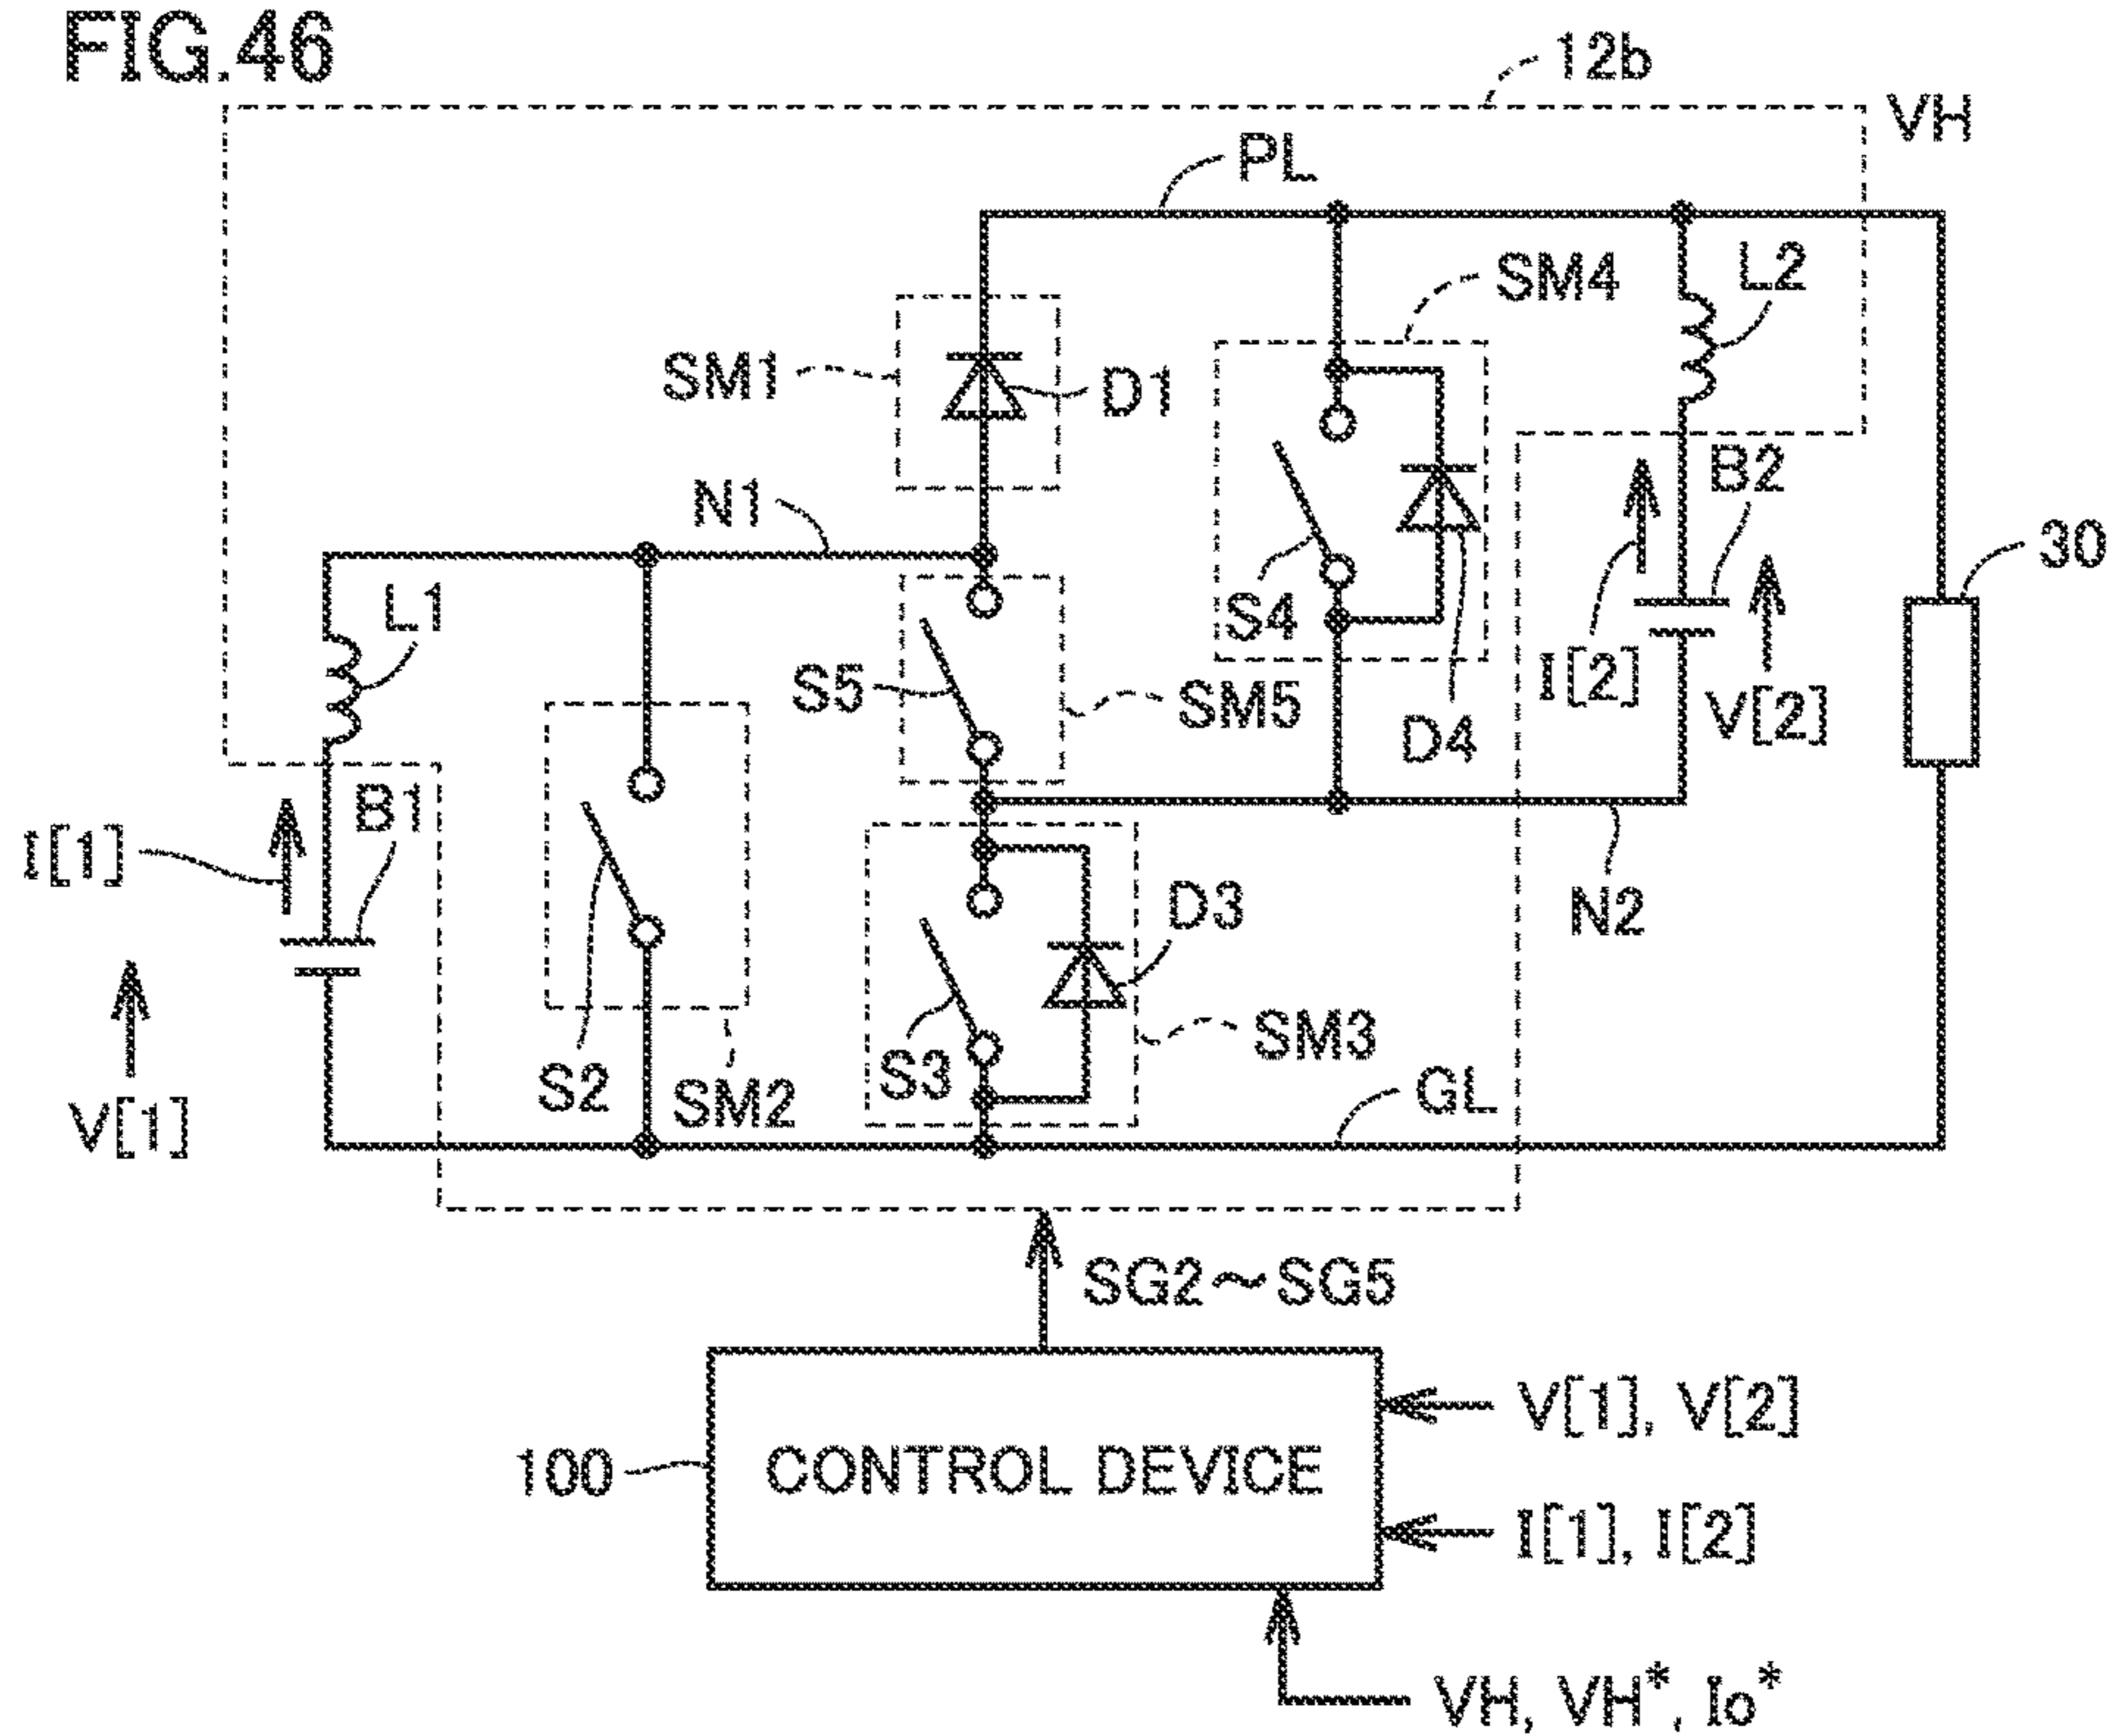 FIG.46
12b
VH
PL
SM4
L2
SM1
D1
N1
B2
30
L1
S4
I[2]
S5
SM5
V[2]
D4
B1
I[1]
D3
N2
S2
S3
SM3
SM2
GL
V[1]
SG2~SG5
V[1], V[2]
100
CONTROL DEVICE
I[1], I[2]
VH, VH*, Io*